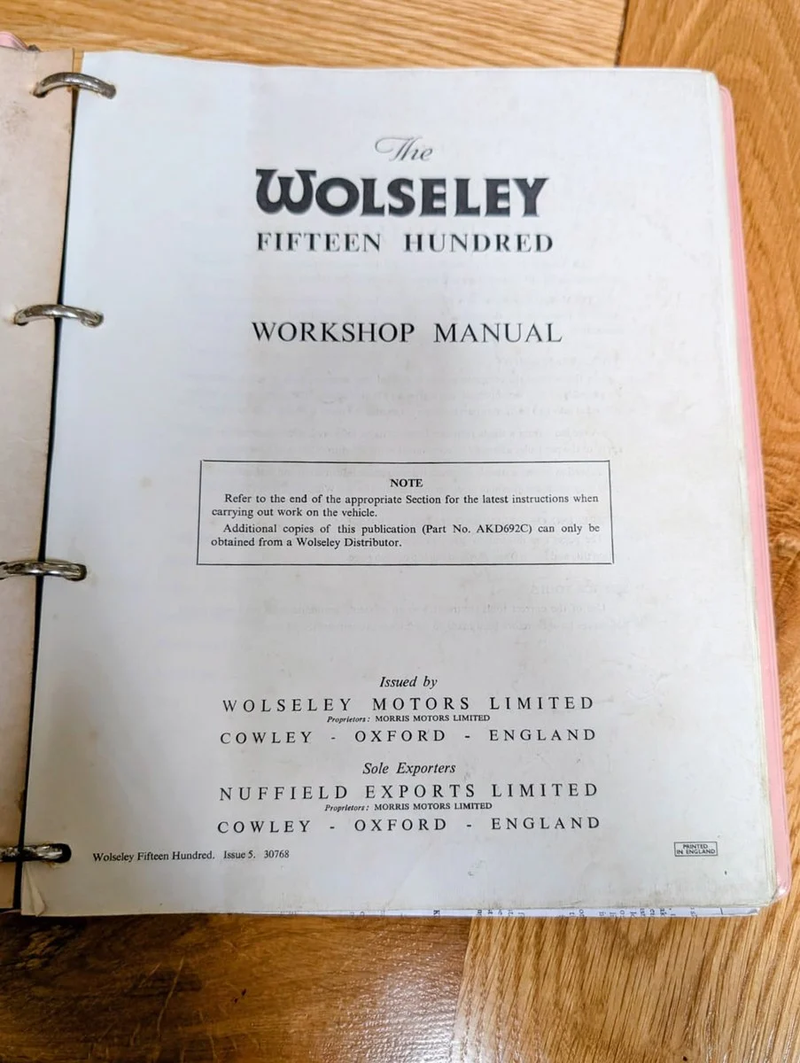 The
WOLSELEY
FIFTEEN HUNDRED
WORKSHOP MANUAL
NOTE
Refer to the end of the appropriate Section for the latest instructions when
carrying out work on the vehicle.
Additional copies of this publication (Part No. AKD692C) can only be
obtained from a Wolseley Distributor.
Issued by
WOLSELEY MOTORS LIMITED
Proprietors: MORRIS MOTORS LIMITED
COWLEY - OXFORD - ENGLAND
Sole Exporters
NUFFIELD EXPORTS LIMITED
Proprietors: MORRIS MOTORS LIMITED
COWLEY - OXFORD - ENGLAND
Wolseley Fifteen Hundred. Issue 5. 30768
PRINTED
IN ENGLAND